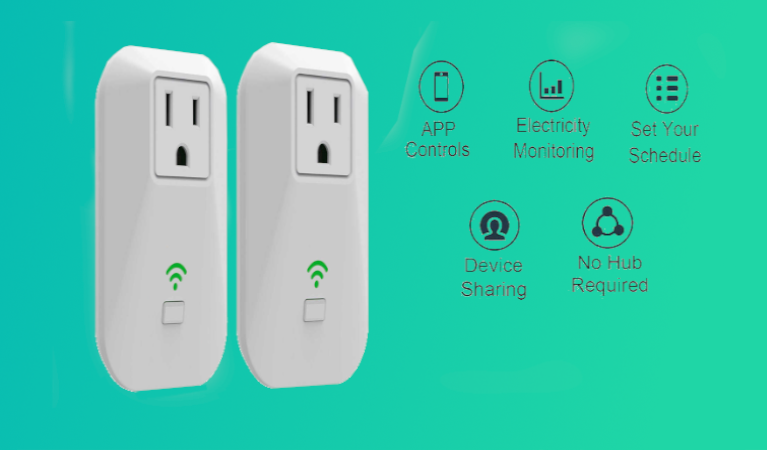 APP
Controls
Electricity
Monitoring
Set Your
Schedule
Device
Sharing
No Hub
Required